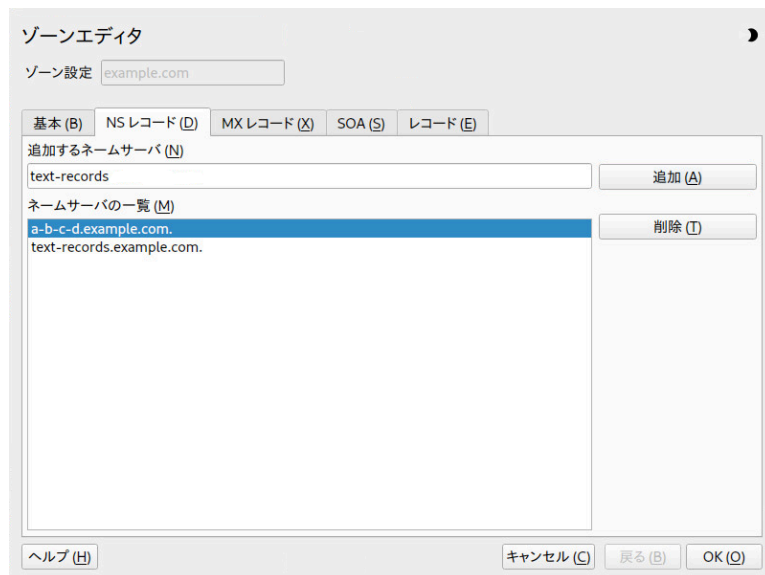 ゾーンエディタ
ゾーン設定 example.com
基本 (B) NS レコード (D) MX レコード (X) SOA (S) レコード (E)
追加するネームサーバ (N)
text-records 追加 (A)
ネームサーバの一覧 (M)
a-b-c-d.example.com. 削除 (T)
text-records.example.com.
ヘルプ (H) キャンセル (C) 戻る (B) OK (O)